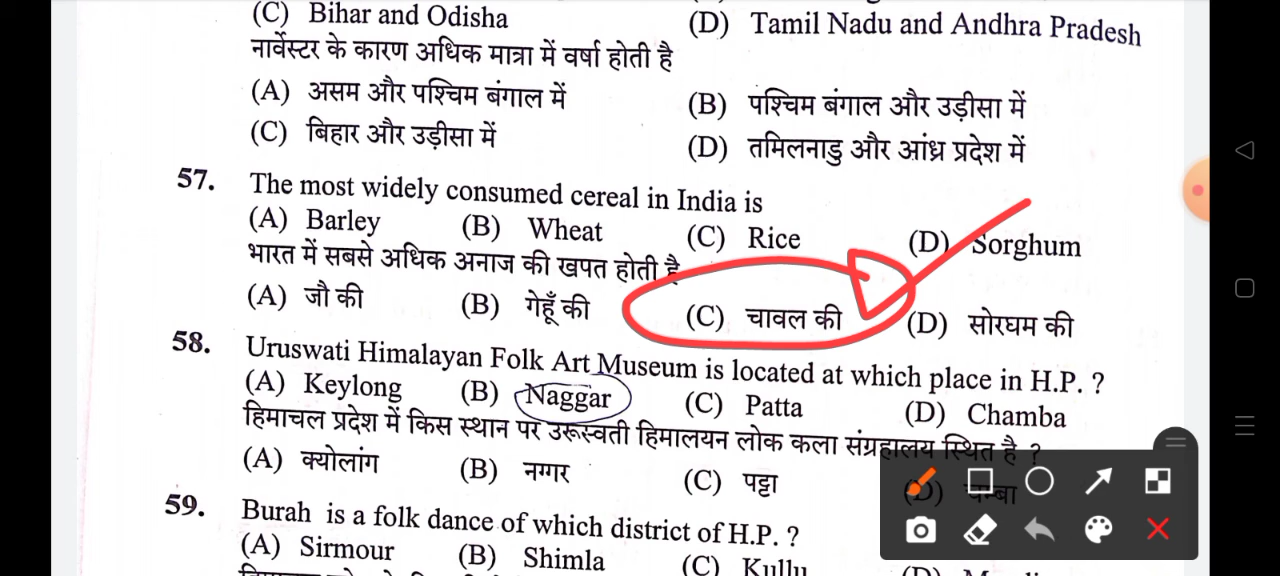 (C) Bihar and Odisha (D) Tamil Nadu and Andhra Pradesh
नार्वेस्टर के कारण अधिक मात्रा में वर्षा होती है
(A) असम और पश्चिम बंगाल में (B) पश्चिम बंगाल और उड़ीसा में
(C) बिहार और उड़ीसा में (D) तमिलनाडु और आंध्र प्रदेश में
57. The most widely consumed cereal in India is
(A) Barley (B) Wheat (C) Rice (D) Sorghum
भारत में सबसे अधिक अनाज की खपत होती है
(A) जौ की (B) गेहूँ की (C) चावल की (D) सोरघम की
58. Uruswati Himalayan Folk Art Museum is located at which place in H.P. ?
(A) Keylong (B) Naggar (C) Patta (D) Chamba
हिमाचल प्रदेश में किस स्थान पर उरूस्वती हिमालयन लोक कला संग्रहालय स्थित है ?
(A) क्योलांग (B) नग्गर (C) पट्टा (D) चम्बा
59. Burah is a folk dance of which district of H.P. ?
(A) Sirmour (B) Shimla (C) Kullu